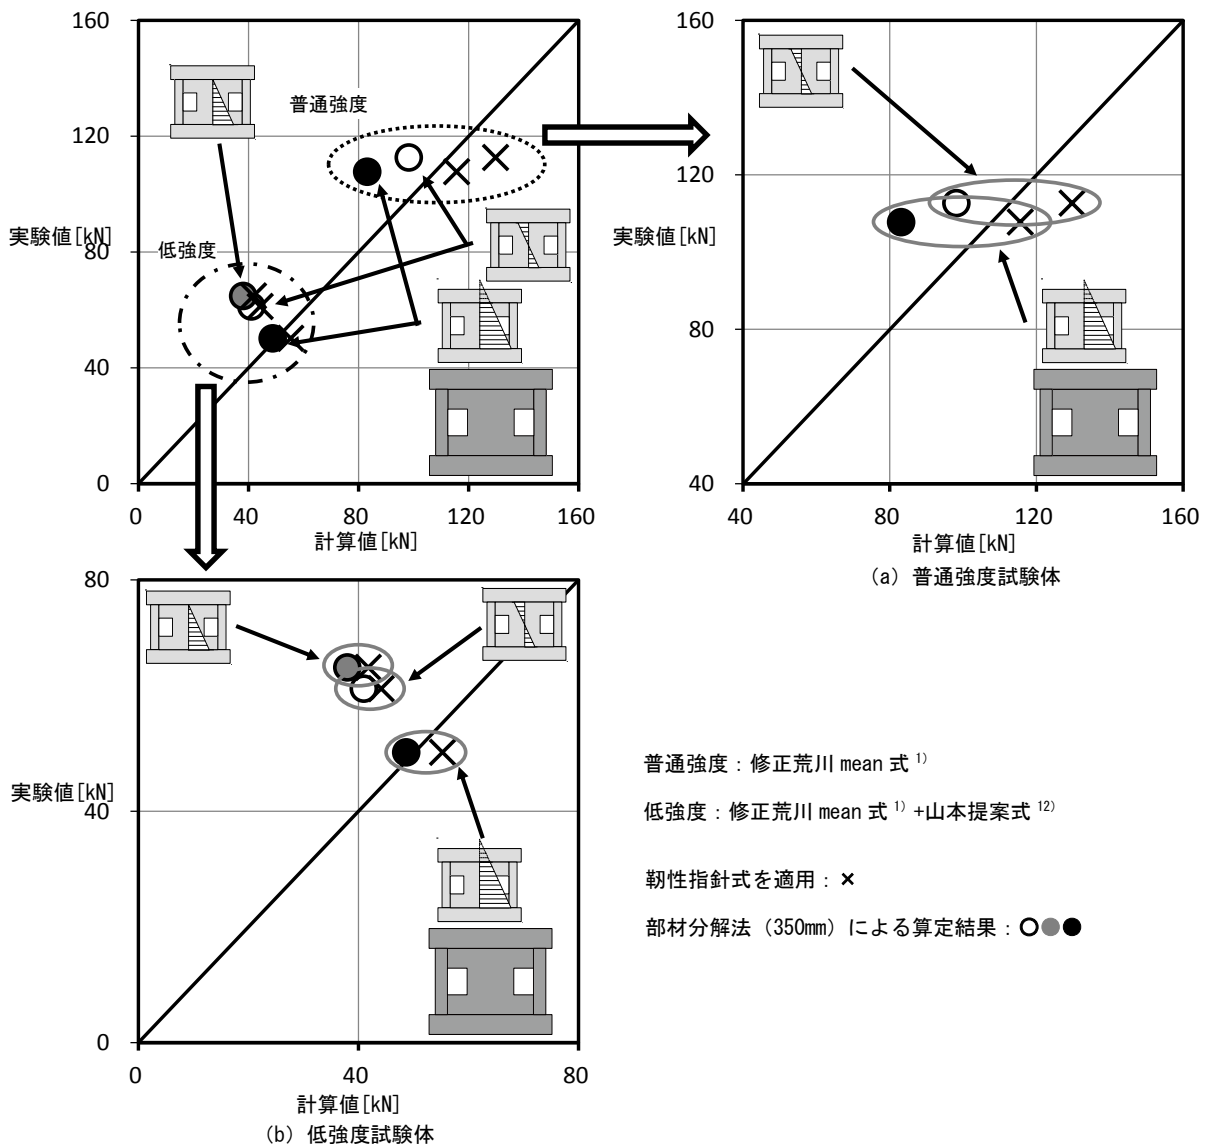 160
120
80
40
0
0
40
80
120
160
実験値[kN]
計算値[kN]
普通強度
低強度
160
120
80
40
40
80
120
160
実験値[kN]
計算値[kN]
(a) 普通強度試験体
80
40
0
0
40
80
実験値[kN]
計算値[kN]
(b) 低強度試験体
普通強度：修正荒川 mean 式 1)
低強度：修正荒川 mean 式 1) +山本提案式 12)
靭性指針式を適用：×
部材分解法（350mm）による算定結果：○●●